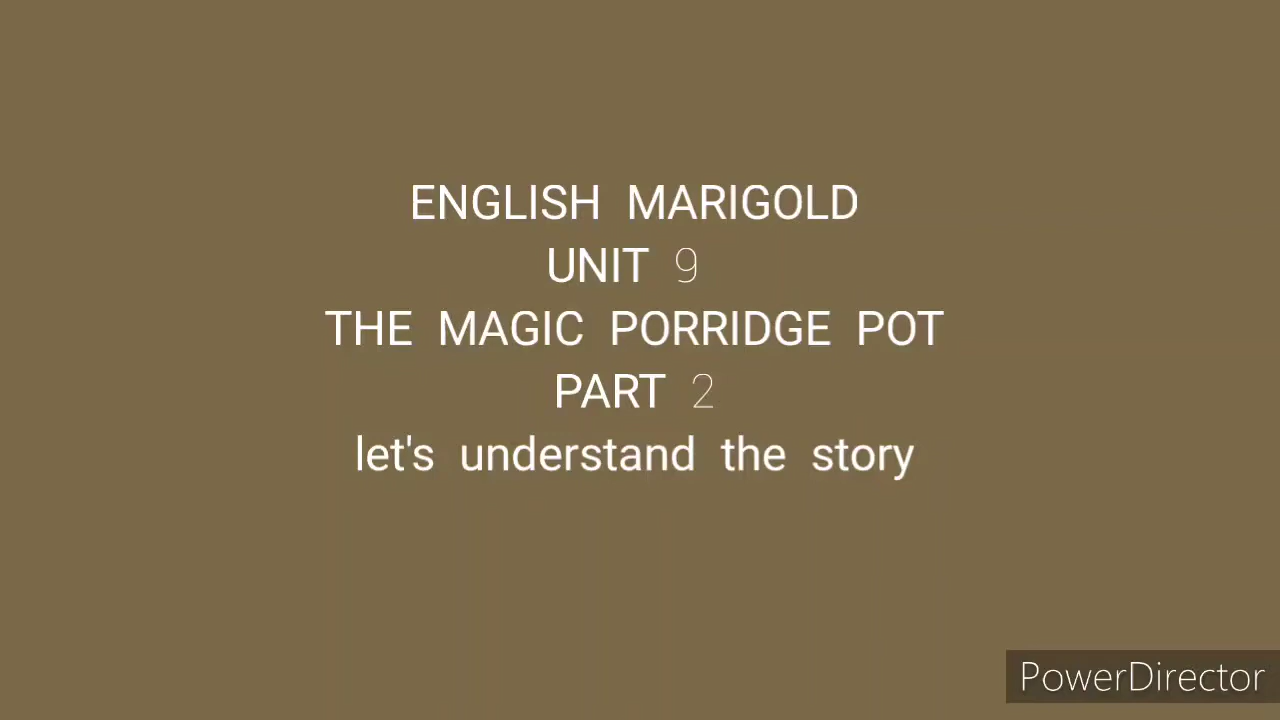 ENGLISH MARIGOLD
UNIT 9
THE MAGIC PORRIDGE POT
PART 2
let's understand the story
PowerDirector